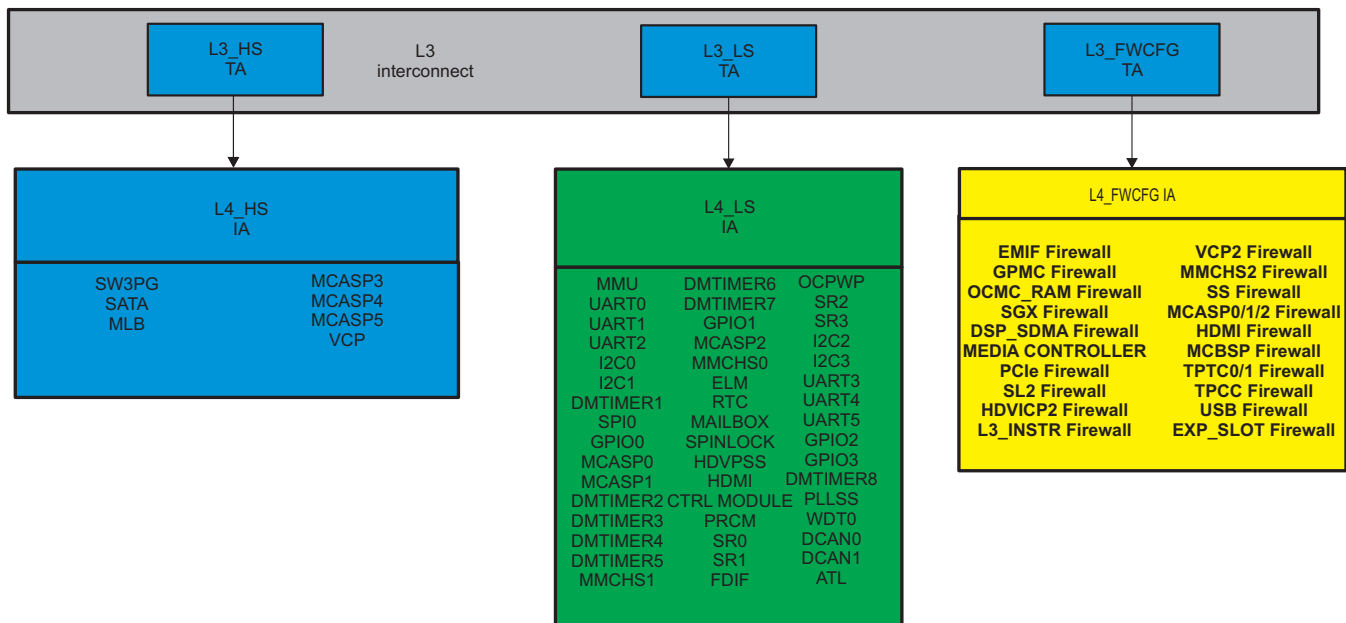 L3_HS
TA
L3
interconnect
L3_LS
TA
L3_FWCFG
TA
L4_HS
IA
SW3PG
SATA
MLB
MCASP3
MCASP4
MCASP5
VCP
L4_LS
IA
MMU
UART0
UART1
UART2
I2C0
I2C1
DMTIMER1
SPI0
GPIO0
MCASP0
MCASP1
DMTIMER2
DMTIMER3
DMTIMER4
DMTIMER5
MMCHS1
DMTIMER6
DMTIMER7
GPIO1
MCASP2
MMCHS0
ELM
RTC
MAILBOX
SPINLOCK
HDVPSS
HDMI
CTRL MODULE
PRCM
SR0
SR1
FDIF
OCPWP
SR2
SR3
I2C2
I2C3
UART3
UART4
UART5
GPIO2
GPIO3
DMTIMER8
PLLSS
WDT0
DCAN0
DCAN1
ATL
L4_FWCFG IA
EMIF Firewall
GPMC Firewall
OCMC_RAM Firewall
SGX Firewall
DSP_SDMA Firewall
MEDIA CONTROLLER
PCIe Firewall
SL2 Firewall
HDVICP2 Firewall
L3_INSTR Firewall
VCP2 Firewall
MMCHS2 Firewall
SS Firewall
MCASP0/1/2 Firewall
HDMI Firewall
MCBSP Firewall
TPTC0/1 Firewall
TPCC Firewall
USB Firewall
EXP_SLOT Firewall